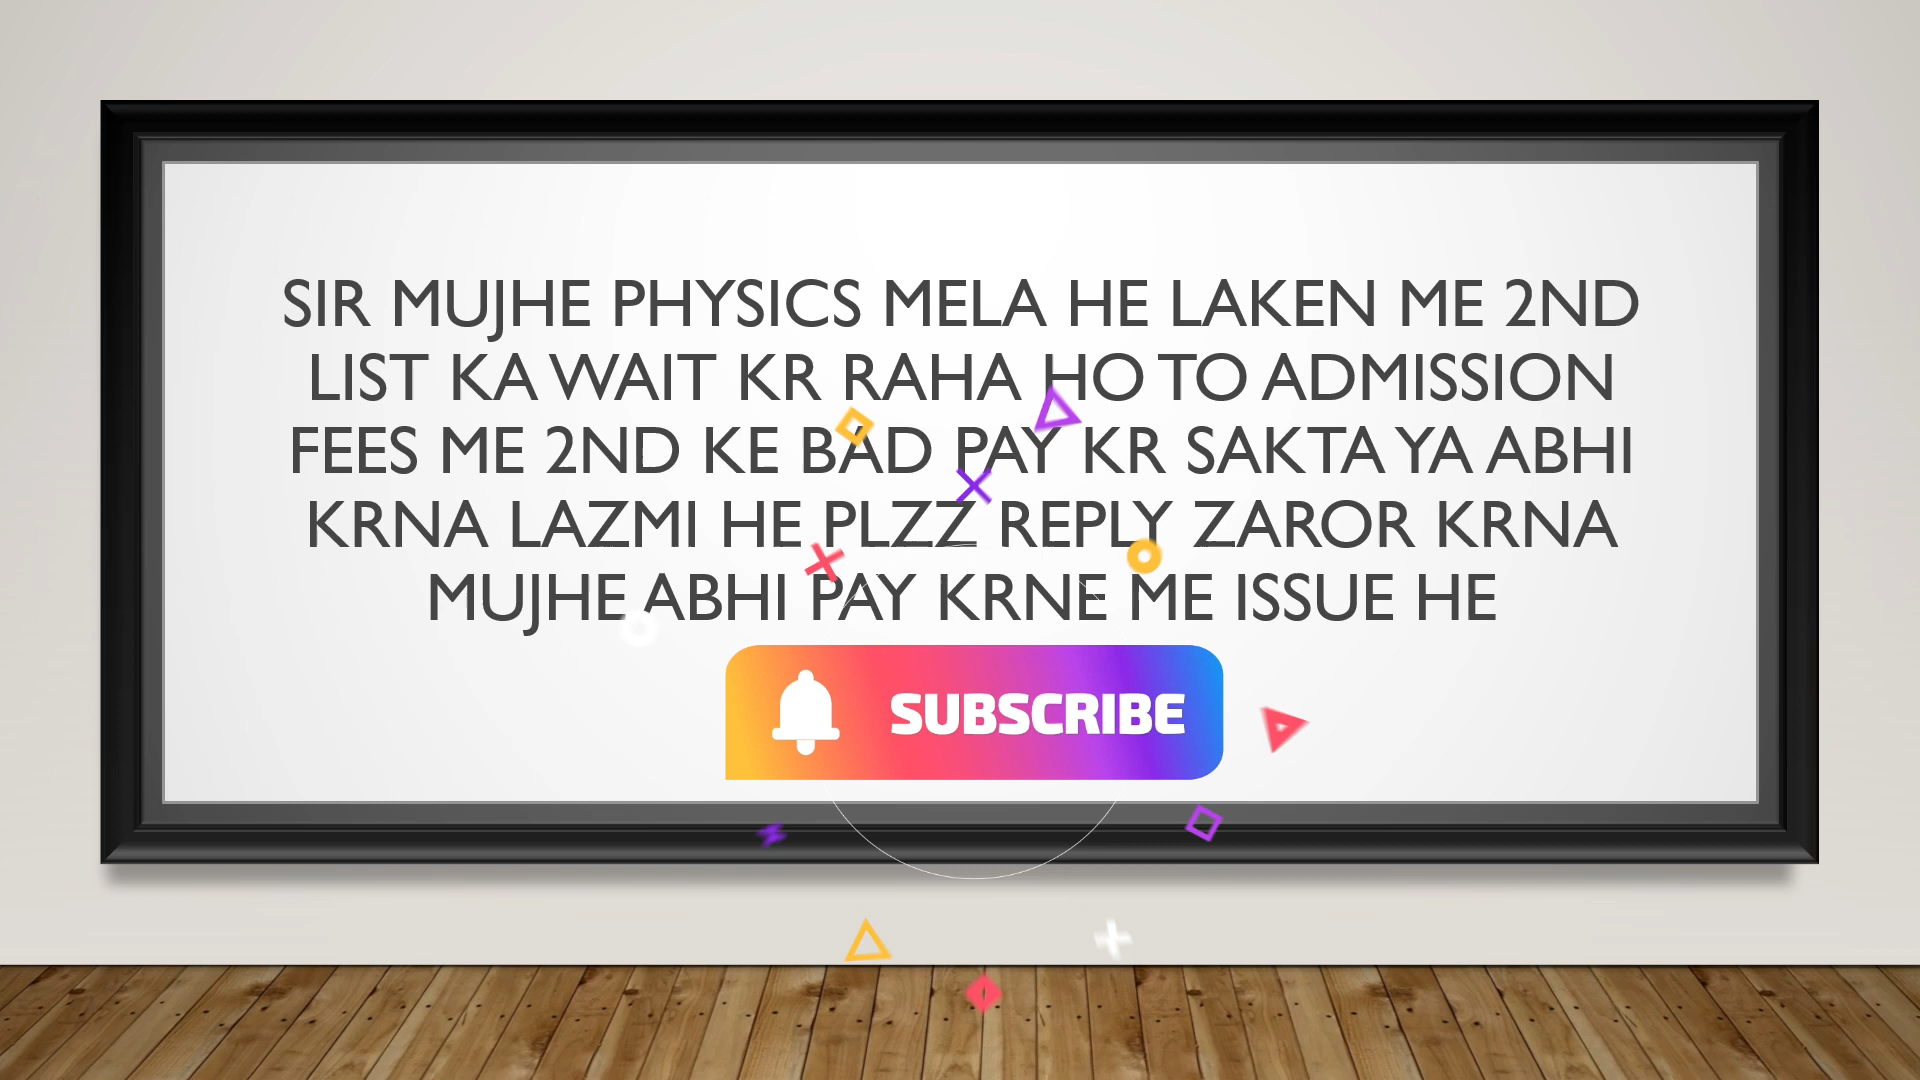 SIR MUJHE PHYSICS MELA HE LAKEN ME 2ND
LIST KA WAIT KR RAHA HO TO ADMISSION
FEES ME 2ND KE BAD PAY KR SAKTA YA ABHI
KRNA LAZMI HE PLZZ REPLY ZAROR KRNA
MUJHE ABHI PAY KRNE ME ISSUE HE
SUBSCRIBE